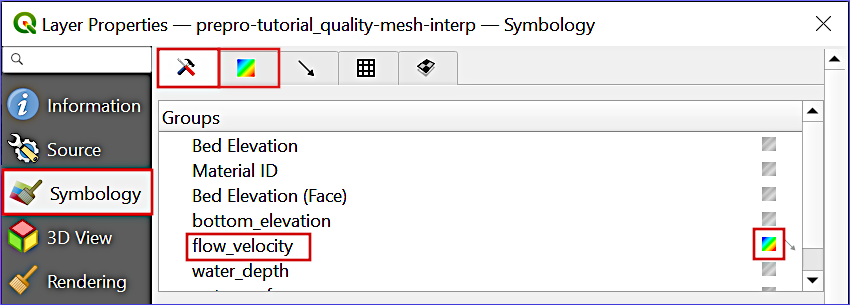 Layer Properties — prepro-tutorial_quality-mesh-interp — Symbology
Information
Source
Symbology
3D View
Rendering
Groups
Bed Elevation
Material ID
Bed Elevation (Face)
bottom_elevation
flow_velocity
water_depth